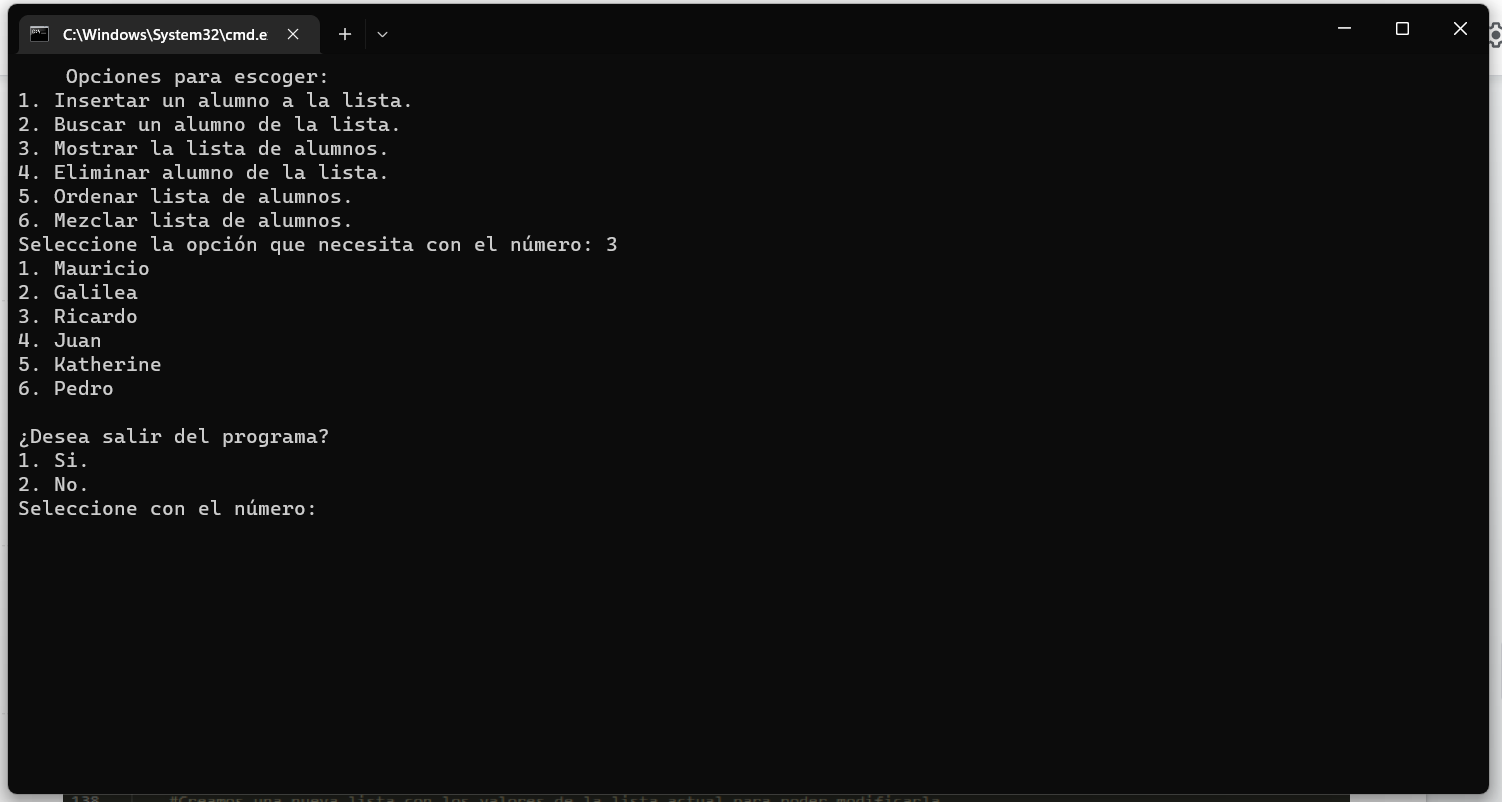 C:\Windows\System32\cmd.e
Opciones para escoger:
1. Insertar un alumno a la lista.
2. Buscar un alumno de la lista.
3. Mostrar la lista de alumnos.
4. Eliminar alumno de la lista.
5. Ordenar lista de alumnos.
6. Mezclar lista de alumnos.
Seleccione la opción que necesita con el número: 3
1. Mauricio
2. Galilea
3. Ricardo
4. Juan
5. Katherine
6. Pedro
¿Desea salir del programa?
1. Si.
2. No.
Seleccione con el número:
138 #Creamos una nueva lista con los valores de la lista actual para poder modificarla